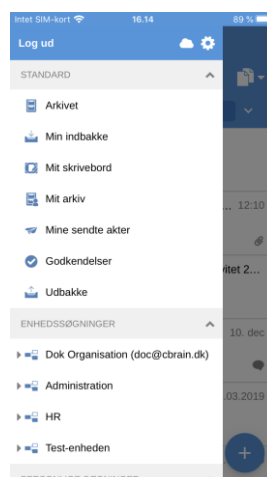 Intet SIM-kort 16.14 89 %
Log ud
STANDARD
Arkivet
Min indbakke
... 12:10
Mit skrivebord
Mit arkiv
Mine sendte akter
Godkendelser
vitet 2...
Udbakke
ENHEDSSØGNINGER
10. dec
Dok Organisation (doc@cbrain.dk)
Administration
.03.2019
HR
Test-enheden